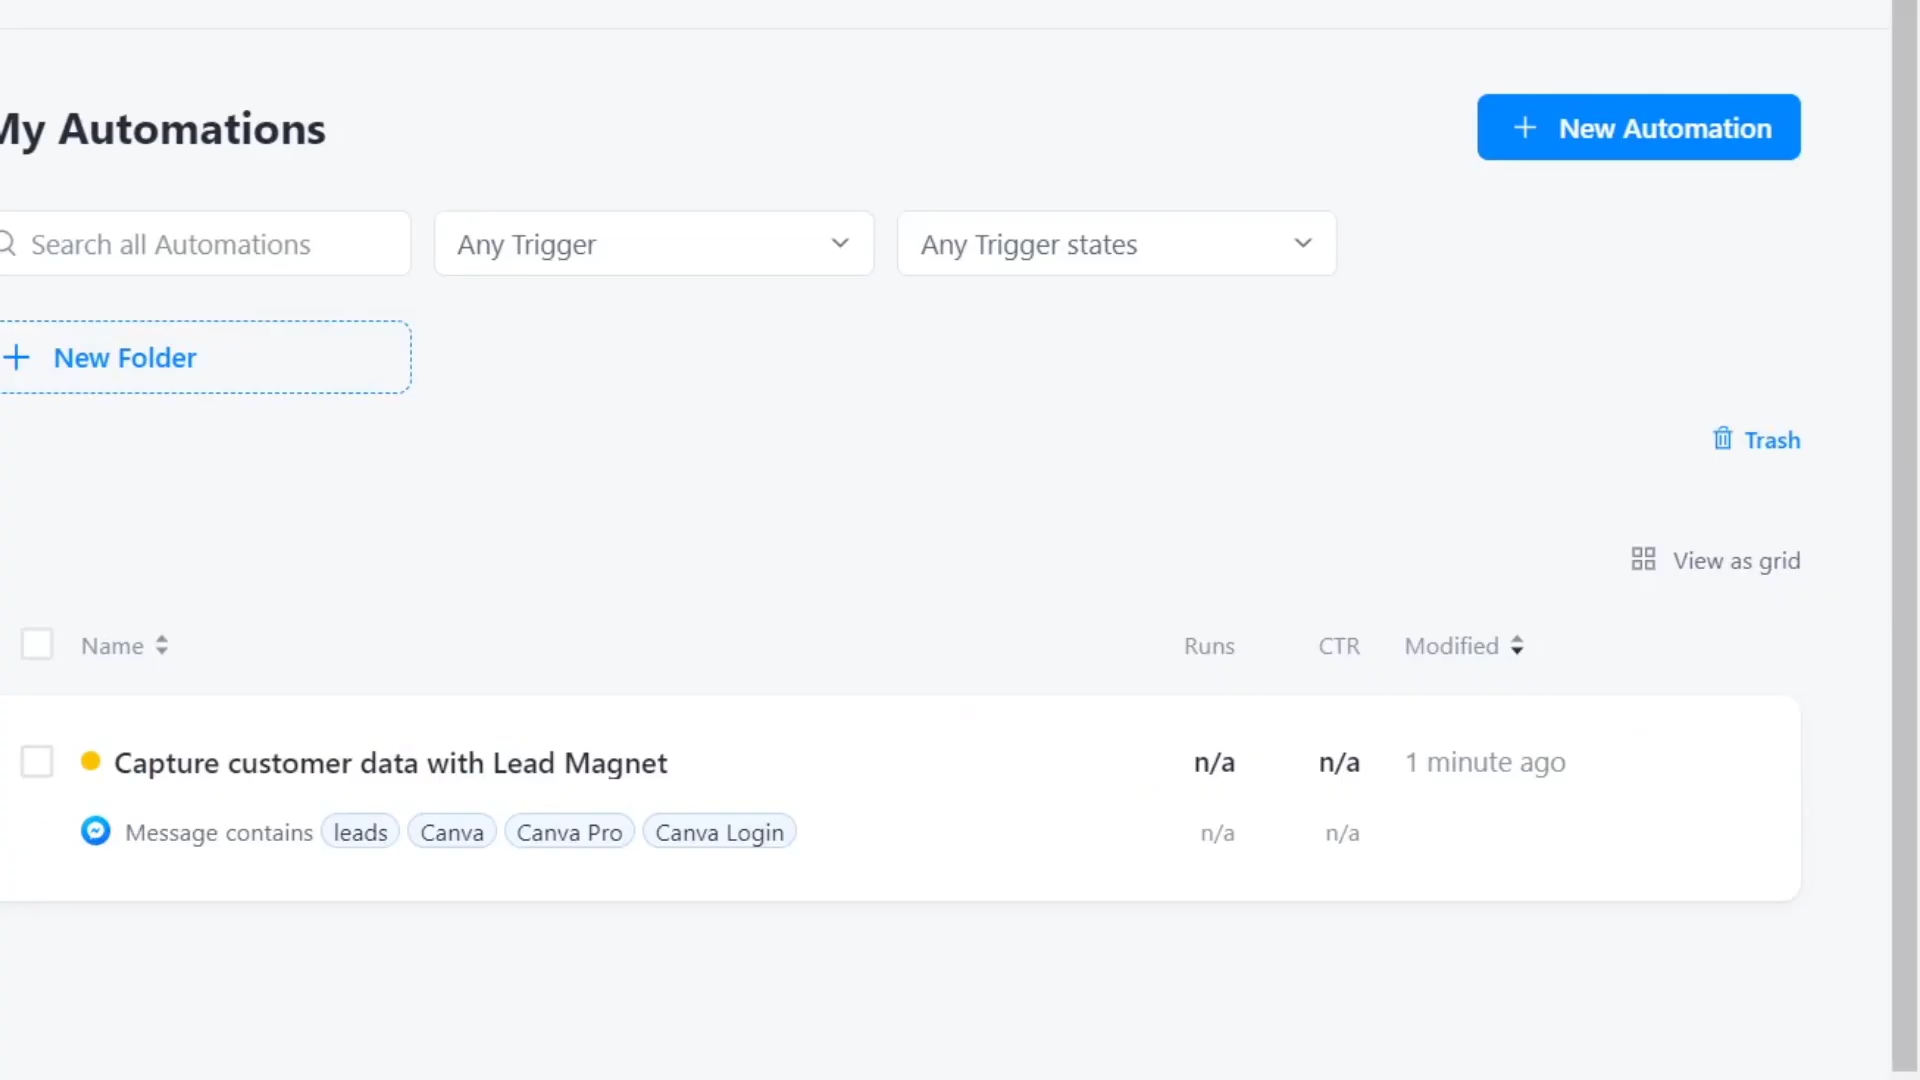 My Automations
+ New Automation
Search all Automations
Any Trigger
Any Trigger states
+ New Folder
Trash
View as grid
Name Runs CTR Modified
Capture customer data with Lead Magnet n/a n/a 1 minute ago
Message contains leads Canva Canva Pro Canva Login n/a n/a